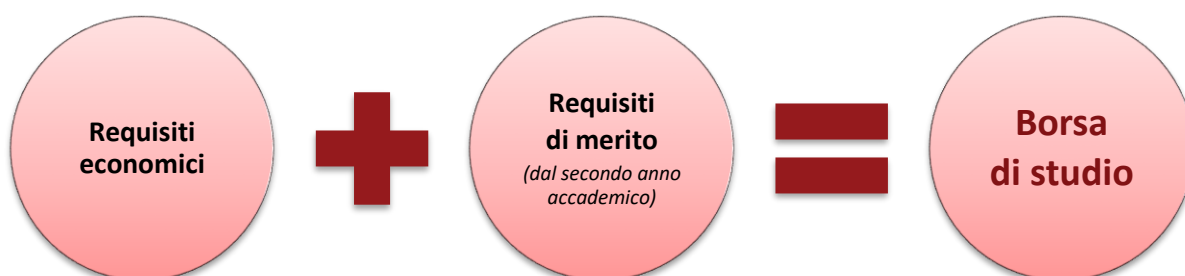 Requisiti
economici
Requisiti
di merito
(dal secondo anno
accademico)
Borsa
di studio